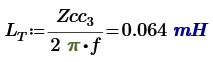 L_T := Zcc_3 / (2 π • f) = 0.064 mH